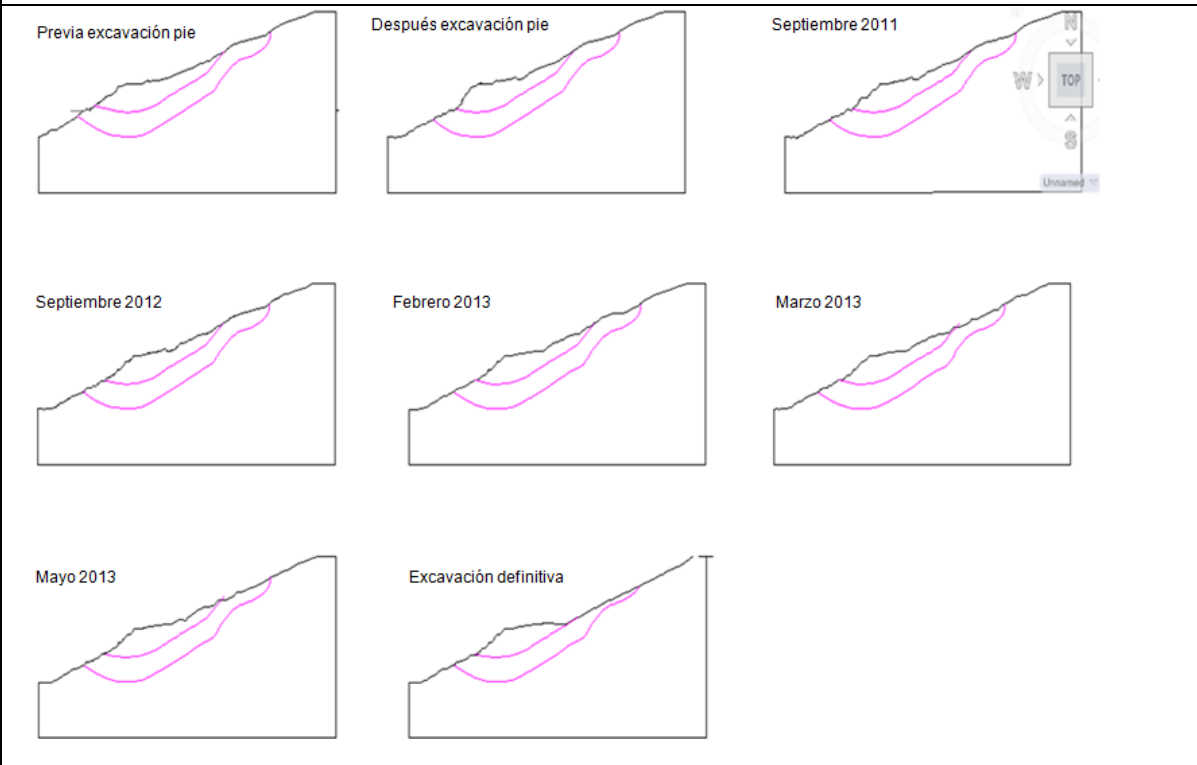 Previa excavación pie
Después excavación pie
Septiembre 2011
N
W
TOP
S
Unnamed
Septiembre 2012
Febrero 2013
Marzo 2013
Mayo 2013
Excavación definitiva